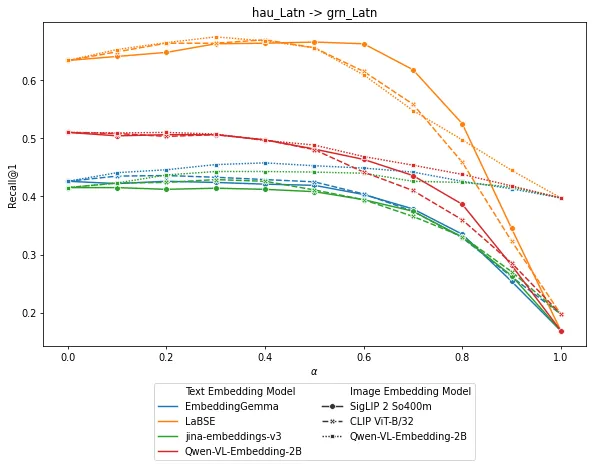 hau_Latn -> grn_Latn
Recall@1
0.6
0.5
0.4
0.3
0.2
0.0
0.2
0.4
0.6
0.8
1.0
α
Text Embedding Model
EmbeddingGemma
LaBSE
jina-embeddings-v3
Qwen-VL-Embedding-2B
Image Embedding Model
SigLIP 2 So400m
CLIP ViT-B/32
Qwen-VL-Embedding-2B